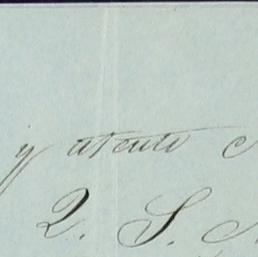 y atento
Q. S.